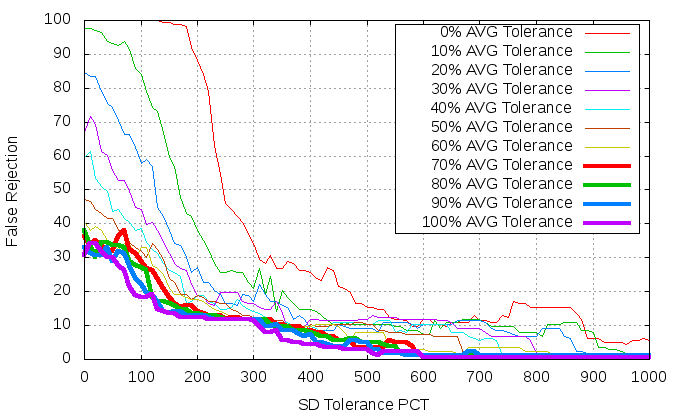 100
90
80
70
60
50
40
30
20
10
0
0 100 200 300 400 500 600 700 800 900 1000
False Rejection
SD Tolerance PCT
0% AVG Tolerance
10% AVG Tolerance
20% AVG Tolerance
30% AVG Tolerance
40% AVG Tolerance
50% AVG Tolerance
60% AVG Tolerance
70% AVG Tolerance
80% AVG Tolerance
90% AVG Tolerance
100% AVG Tolerance